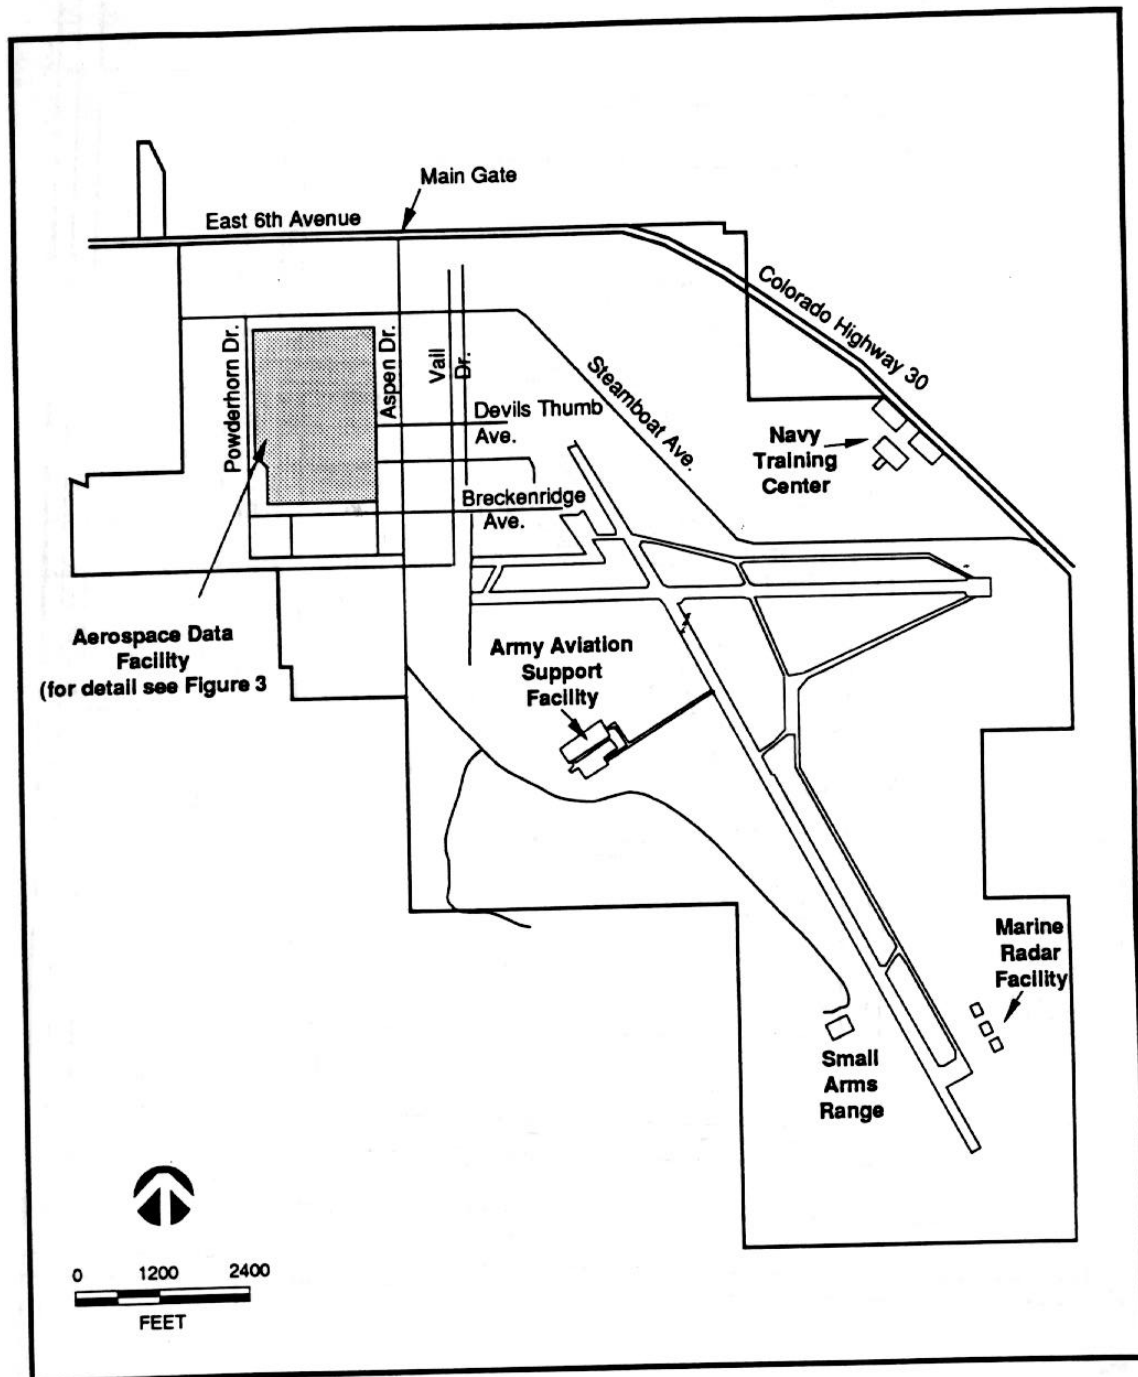 Main Gate
East 6th Avenue
Colorado Highway 30
Powderhorn Dr.
Aspen Dr.
Vail
Dr.
Steamboat Ave.
Devils Thumb
Ave.
Navy
Training
Center
Breckenridge
Ave.
Aerospace Data
Facility
(for detail see Figure 3
Army Aviation
Support
Facility
Marine
Radar
Facility
Small
Arms
Range
0 1200 2400
FEET